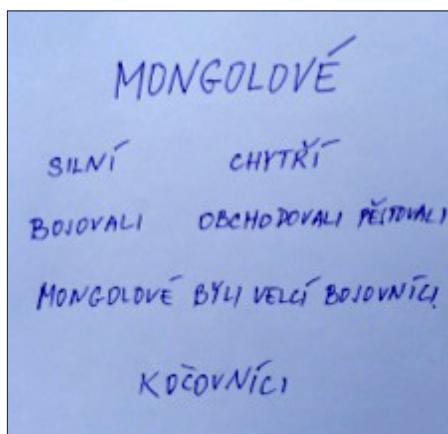 MONGOLOVÉ
SILNÍ CHYTŘÍ
BOJOVALI OBCHODOVALI PĚSTOVALI
MONGOLOVÉ BYLI VELCÍ BOJOVNÍCI.
KOČOVNÍCI